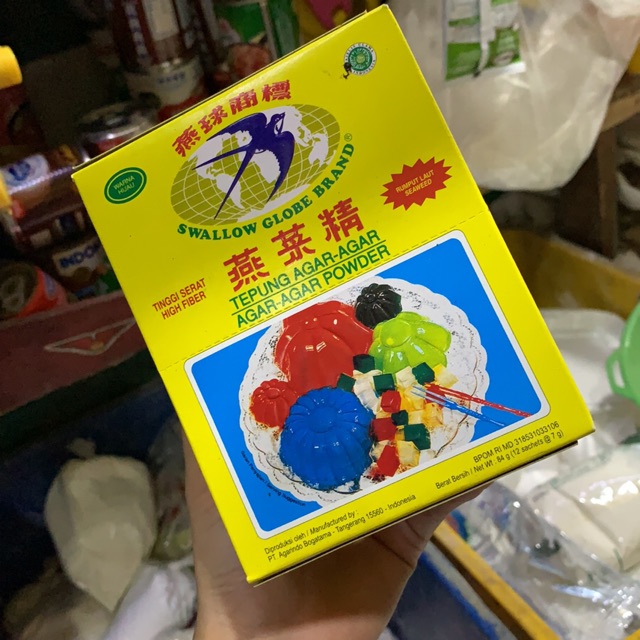 燕球商標
SWALLOW GLOBE BRAND®
WARNA
HIJAU
RUMPUT LAUT
SEAWEED
燕菜精
TINGGI SERAT
HIGH FIBER
TEPUNG AGAR-AGAR
AGAR-AGAR POWDER
BPOM RI MD 318531033106
Berat Bersih / Net Wt : 84 g (12 sachets @ 7 g)
Diproduksi oleh / Manufactured by :
PT. Agarindo Bogatama - Tangerang 15560 - Indonesia
INDO